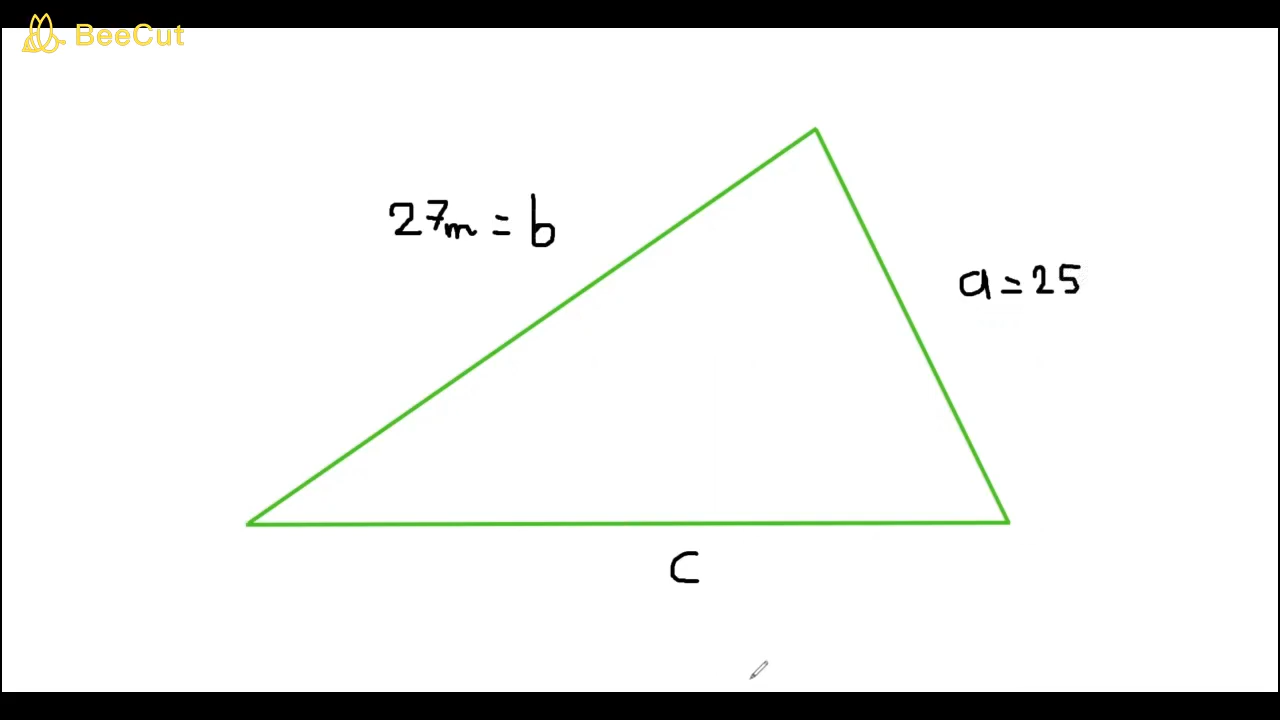 BeeCut
27m = b
a = 25
C